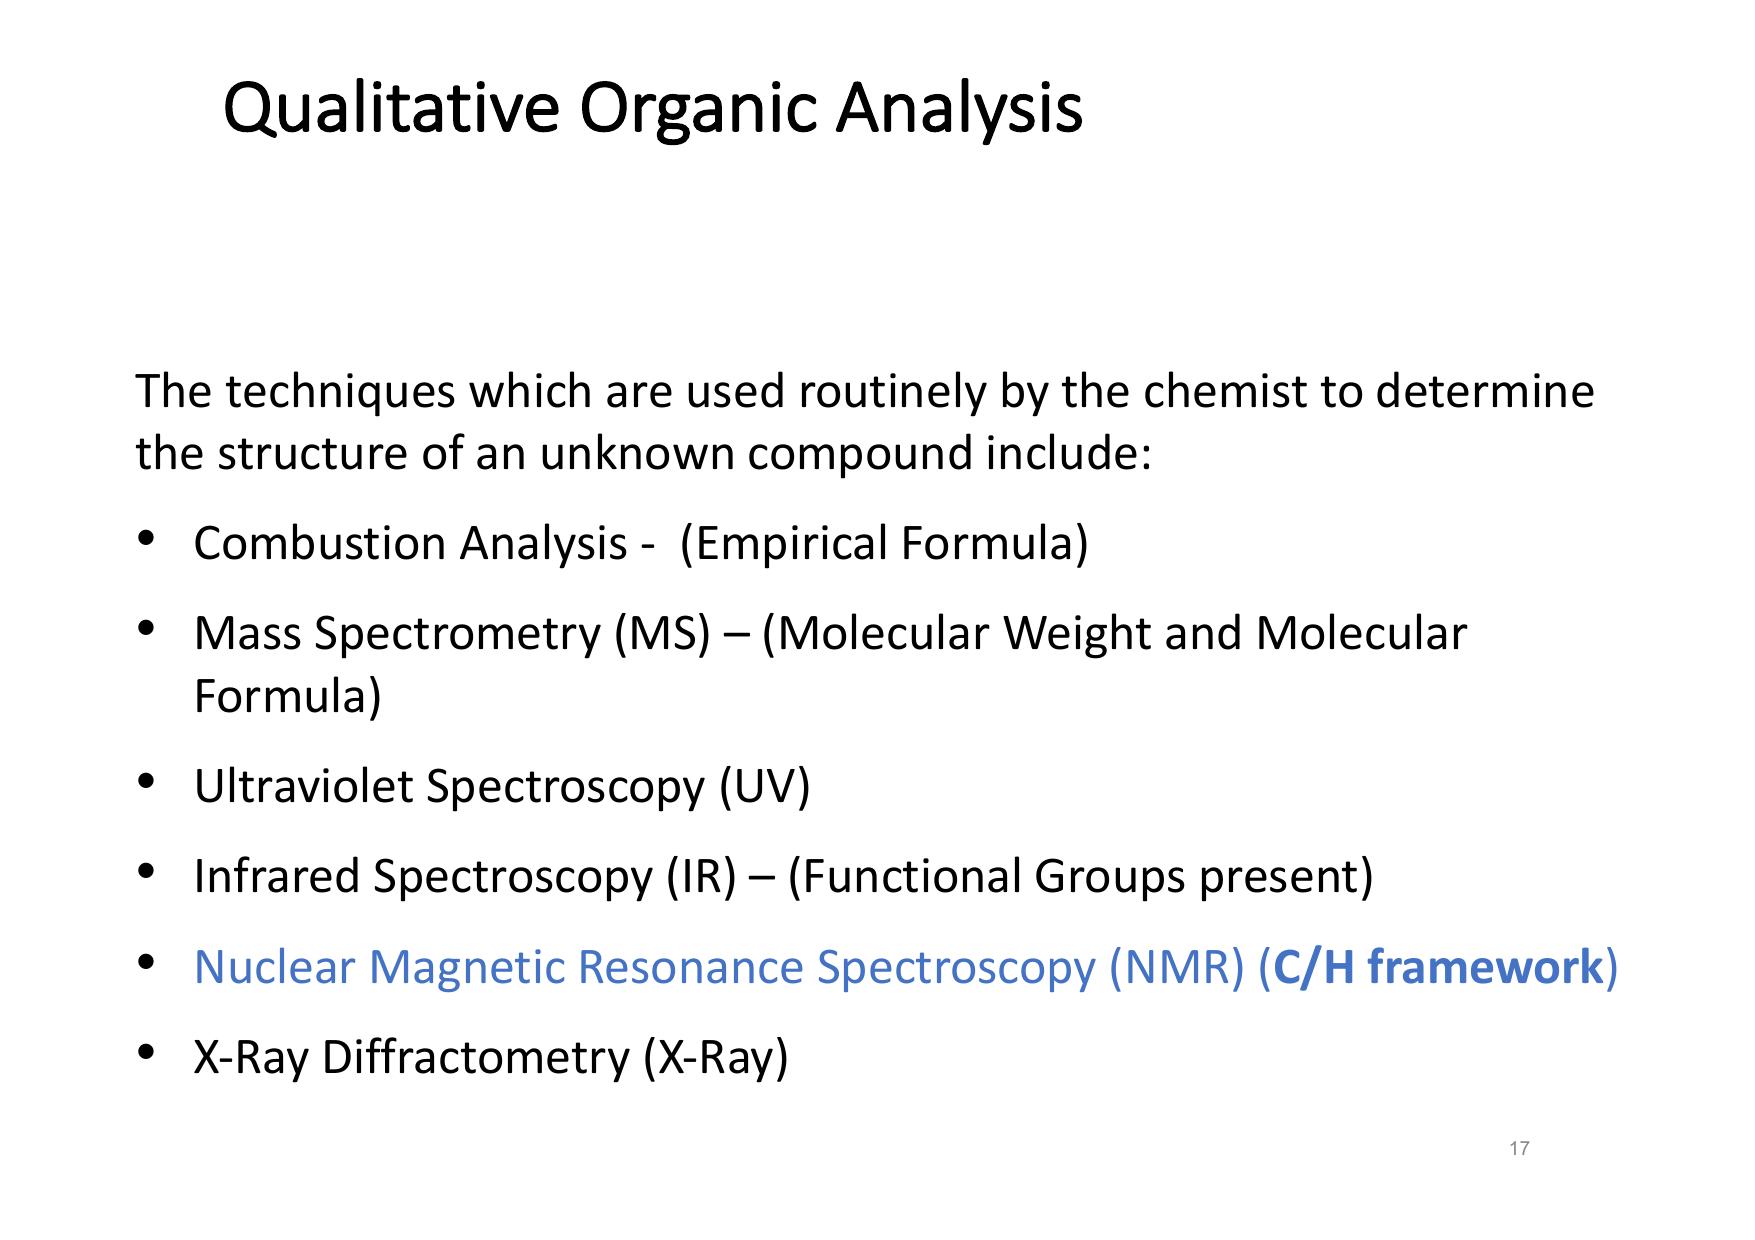 Qualitative Organic Analysis
The techniques which are used routinely by the chemist to determine
the structure of an unknown compound include:
• Combustion Analysis -  (Empirical Formula)
• Mass Spectrometry (MS) – (Molecular Weight and Molecular
Formula)
• Ultraviolet Spectroscopy (UV)
• Infrared Spectroscopy (IR) – (Functional Groups present)
• Nuclear Magnetic Resonance Spectroscopy (NMR) (C/H framework)
• X-Ray Diffractometry (X-Ray)
17